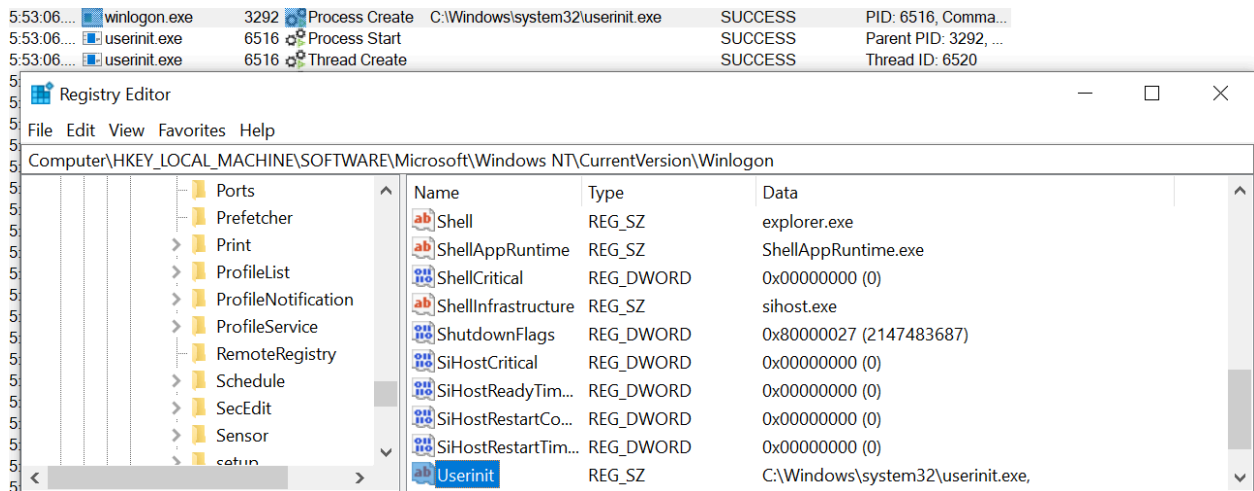 5:53:06.... winlogon.exe 3292 Process Create C:\Windows\system32\userinit.exe SUCCESS PID: 6516, Comma...
5:53:06.... userinit.exe 6516 Process Start SUCCESS Parent PID: 3292, ...
5:53:06.... userinit.exe 6516 Thread Create SUCCESS Thread ID: 6520
Registry Editor
File Edit View Favorites Help
Computer\HKEY_LOCAL_MACHINE\SOFTWARE\Microsoft\Windows NT\CurrentVersion\Winlogon
Ports
Prefetcher
Print
ProfileList
ProfileNotification
ProfileService
RemoteRegistry
Schedule
SecEdit
Sensor
setup
Name Type Data
Shell REG_SZ explorer.exe
ShellAppRuntime REG_SZ ShellAppRuntime.exe
ShellCritical REG_DWORD 0x00000000 (0)
ShellInfrastructure REG_SZ sihost.exe
ShutdownFlags REG_DWORD 0x80000027 (2147483687)
SiHostCritical REG_DWORD 0x00000000 (0)
SiHostReadyTim... REG_DWORD 0x00000000 (0)
SiHostRestartCo... REG_DWORD 0x00000000 (0)
SiHostRestartTim... REG_DWORD 0x00000000 (0)
Userinit REG_SZ C:\Windows\system32\userinit.exe,